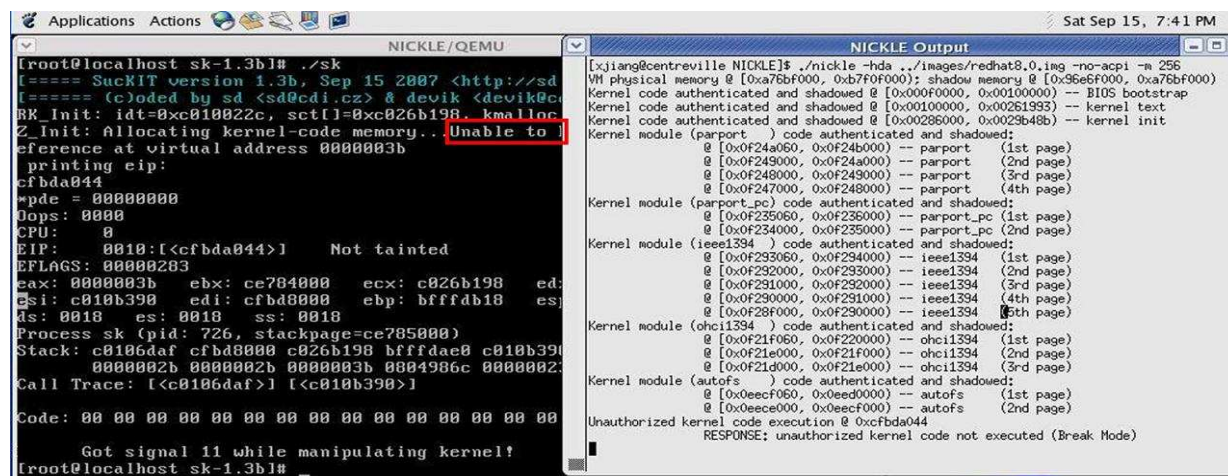 Applications Actions
Sat Sep 15, 7:41 PM
NICKLE/QEMU
[root@localhost sk-1.3b]# ./sk
[===== SucKIT version 1.3b, Sep 15 2007 <http://sd
[====== (c)oded by sd <sd@cdi.cz> & devik <devik@c
RK_Init: idt=0xc010022c, sct[]=0xc026b198, kmalloc
Z_Init: Allocating kernel-code memory...Unable to
eference at virtual address 0000003b
printing eip:
cfbda044
*pde = 00000000
Oops: 0000
CPU: 0
EIP: 0010:[<cfbda044>] Not tainted
EFLAGS: 00000283
eax: 0000003b ebx: ce784000 ecx: c026b198 ed
esi: c010b390 edi: cfbd8000 ebp: bfffdb18 es
ds: 0018 es: 0018 ss: 0018
Process sk (pid: 726, stackpage=ce785000)
Stack: c0106daf cfbd8000 c026b198 bfffdae0 c010b390
0000002b 0000002b 0000003b 0804986c 00000023
Call Trace: [<c0106daf>] [<c010b390>]
Code: 00 00 00 00 00 00 00 00 00 00 00 00 00
Got signal 11 while manipulating kernel!
[root@localhost sk-1.3b]# _
NICKLE Output
[xjiang@centreville NICKLE]$ ./nickle -hda ../images/redhat8.0.img -no-acpi -m 256
VM physical memory @ [0xa76bf000, 0xb7f0f000); shadow memory @ [0x96e6f000, 0xa76bf000)
Kernel code authenticated and shadowed @ [0x000f0000, 0x00100000) -- BIOS bootstrap
Kernel code authenticated and shadowed @ [0x00100000, 0x00261993) -- kernel text
Kernel code authenticated and shadowed @ [0x00286000, 0x0029b48b) -- kernel init
Kernel module (parport ) code authenticated and shadowed:
@ [0x0f24a060, 0x0f24b000) -- parport (1st page)
@ [0x0f249000, 0x0f24a000) -- parport (2nd page)
@ [0x0f248000, 0x0f249000) -- parport (3rd page)
@ [0x0f247000, 0x0f248000) -- parport (4th page)
Kernel module (parport_pc) code authenticated and shadowed:
@ [0x0f235060, 0x0f236000) -- parport_pc (1st page)
@ [0x0f234000, 0x0f235000) -- parport_pc (2nd page)
Kernel module (ieee1394 ) code authenticated and shadowed:
@ [0x0f293060, 0x0f294000) -- ieee1394 (1st page)
@ [0x0f292000, 0x0f293000) -- ieee1394 (2nd page)
@ [0x0f291000, 0x0f292000) -- ieee1394 (3rd page)
@ [0x0f290000, 0x0f291000) -- ieee1394 (4th page)
@ [0x0f28f000, 0x0f290000) -- ieee1394 (5th page)
Kernel module (ohci1394 ) code authenticated and shadowed:
@ [0x0f21f060, 0x0f220000) -- ohci1394 (1st page)
@ [0x0f21e000, 0x0f21f000) -- ohci1394 (2nd page)
@ [0x0f21d000, 0x0f21e000) -- ohci1394 (3rd page)
Kernel module (autofs ) code authenticated and shadowed:
@ [0x0eecf060, 0x0eed0000) -- autofs (1st page)
@ [0x0eece000, 0x0eecf000) -- autofs (2nd page)
Unauthorized kernel code execution @ 0xcfbda044
RESPONSE: unauthorized kernel code not executed (Break Mode)